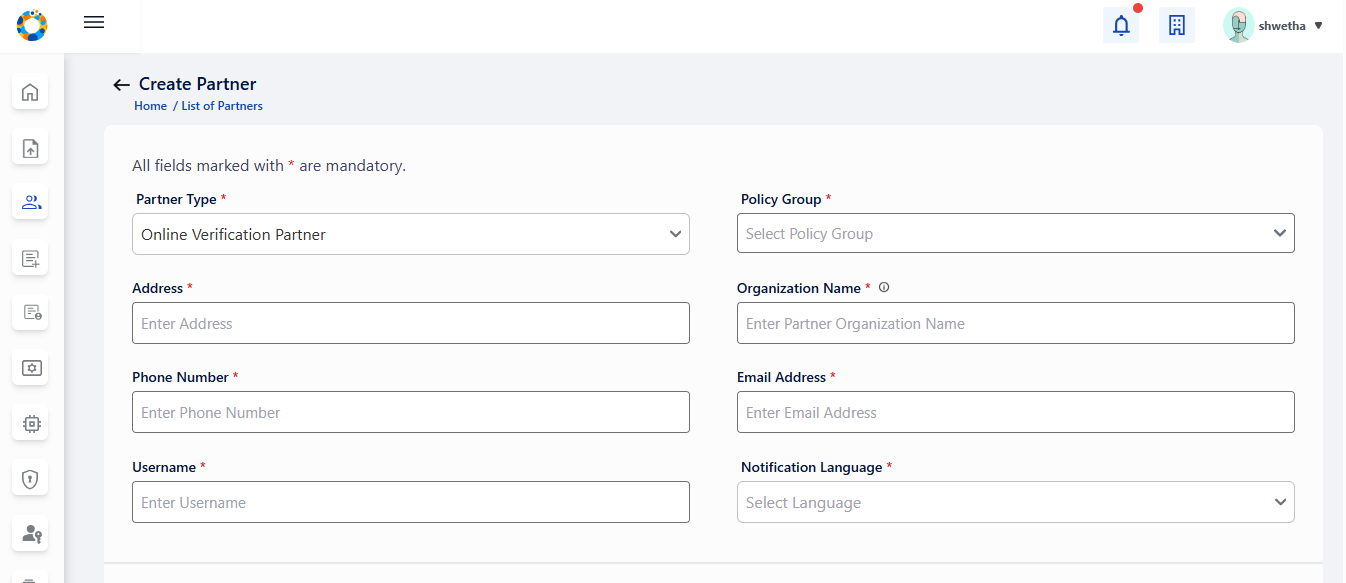 shwetha ▼
Create Partner
Home / List of Partners
All fields marked with * are mandatory.
Partner Type * Policy Group *
Online Verification Partner Select Policy Group
Address * Organization Name *
Enter Address Enter Partner Organization Name
Phone Number * Email Address *
Enter Phone Number Enter Email Address
Username * Notification Language *
Enter Username Select Language